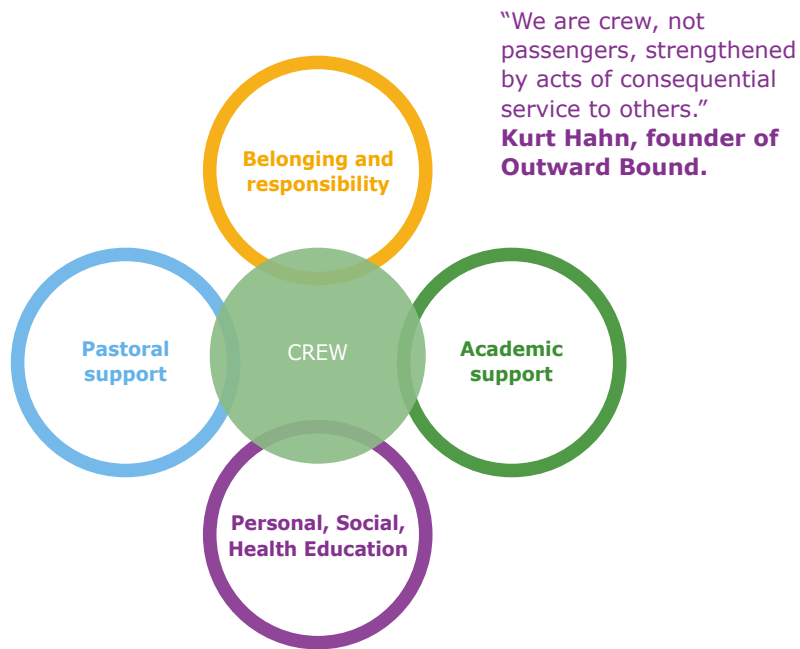 “We are crew, not
passengers, strengthened
by acts of consequential
service to others.”
Kurt Hahn, founder of
Outward Bound.
Belonging and
responsibility
Pastoral
support
CREW
Academic
support
Personal, Social,
Health Education